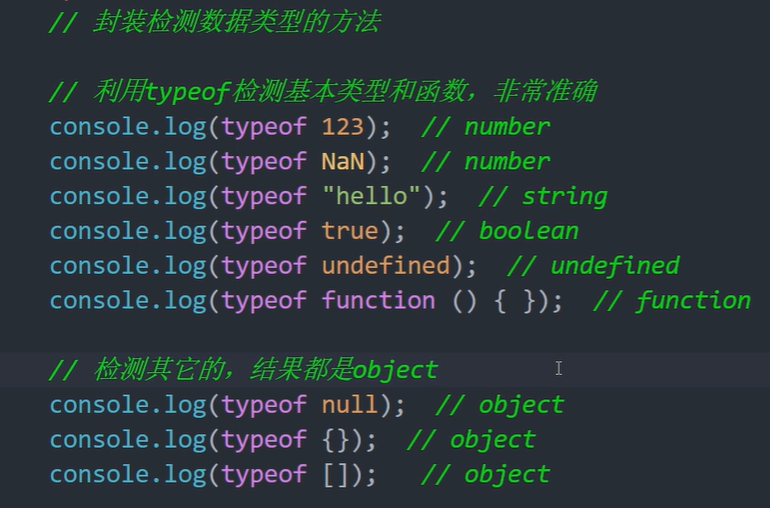 // 封装检测数据类型的方法
// 利用typeof检测基本类型和函数，非常准确
console.log(typeof 123);  // number
console.log(typeof NaN);  // number
console.log(typeof "hello");  // string
console.log(typeof true);  // boolean
console.log(typeof undefined);  // undefined
console.log(typeof function () { });  // function
// 检测其它的，结果都是object
console.log(typeof null);  // object
console.log(typeof {});  // object
console.log(typeof []);   // object